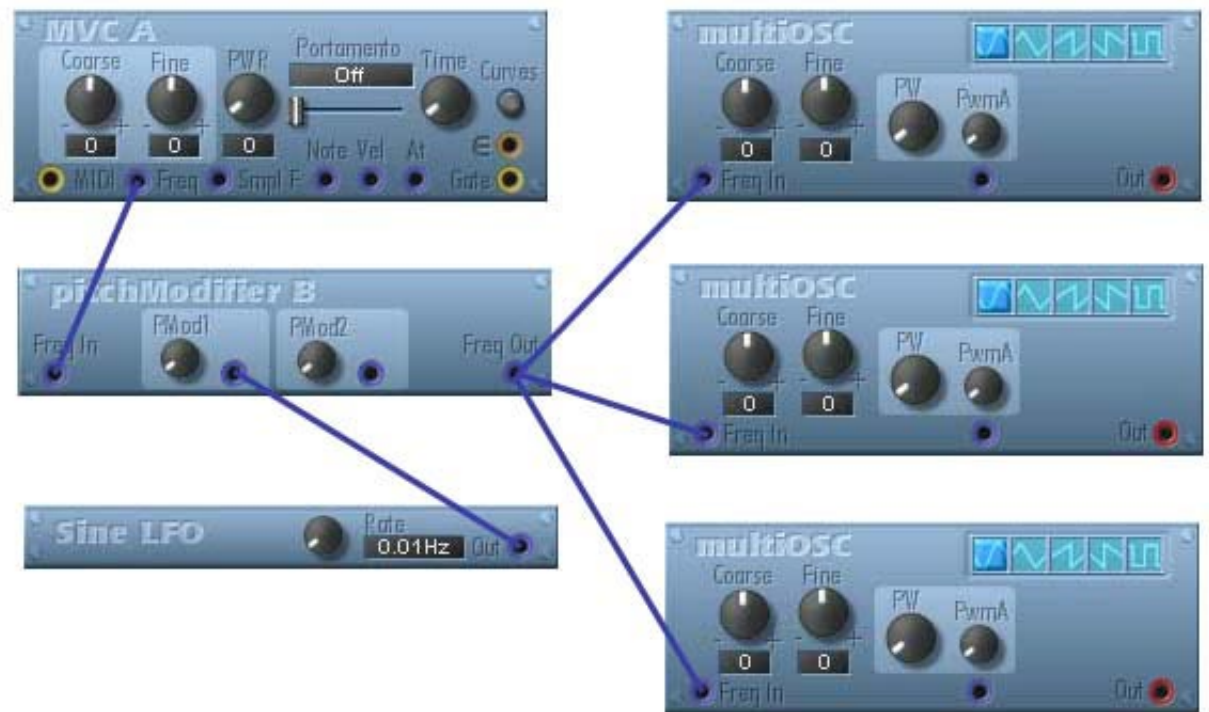 MVC A
Coarse Fine PWR Portamento Time Curves
Off
0 0 0
Note Vel At E
MIDI Freq Smpl F Gate
multiOSC
Coarse Fine PW PwmA
0 0
Freq In Out
pitchModifier B
PMod1 PMod2
Freq In Freq Out
multiOSC
Coarse Fine PW PwmA
0 0
Freq In Out
Sine LFO Rate
0.01Hz Out
multiOSC
Coarse Fine PW PwmA
0 0
Freq In Out